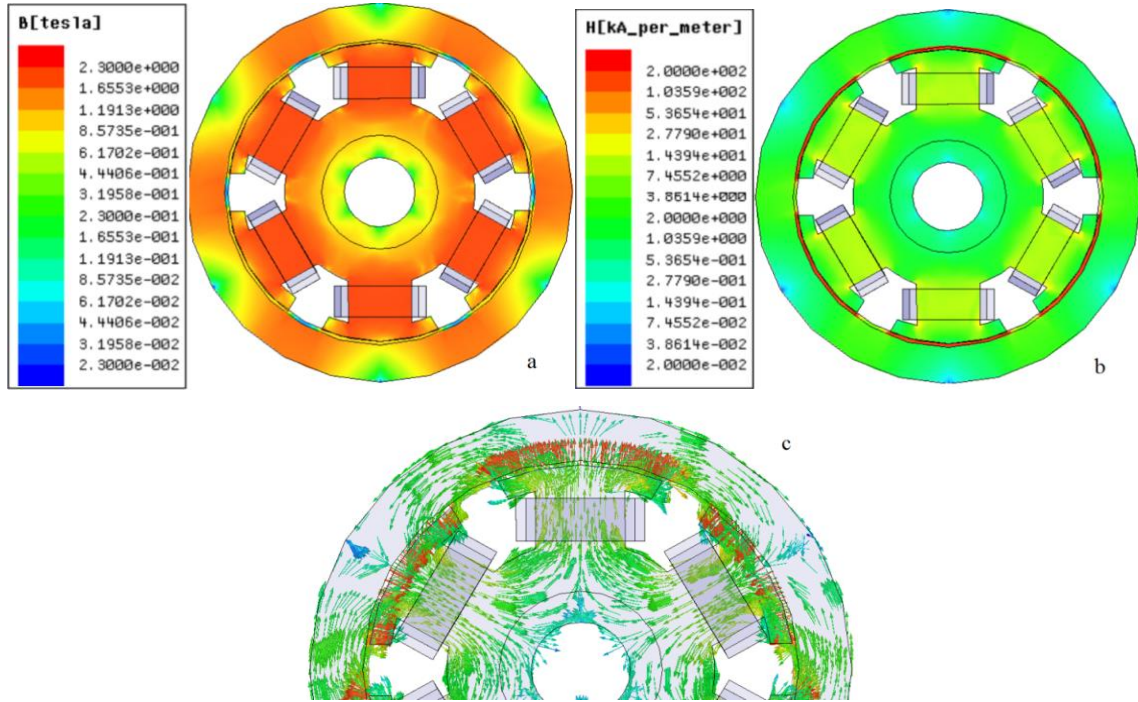 B[tesla]
2.3000e+000
1.6553e+000
1.1913e+000
8.5735e-001
6.1702e-001
4.4406e-001
3.1958e-001
2.3000e-001
1.6553e-001
1.1913e-001
8.5735e-002
6.1702e-002
4.4406e-002
3.1958e-002
2.3000e-002
a
H[kA_per_meter]
2.0000e+002
1.0359e+002
5.3654e+001
2.7790e+001
1.4394e+001
7.4552e+000
3.8614e+000
2.0000e+000
1.0359e+000
5.3654e-001
2.7790e-001
1.4394e-001
7.4552e-002
3.8614e-002
2.0000e-002
b
c